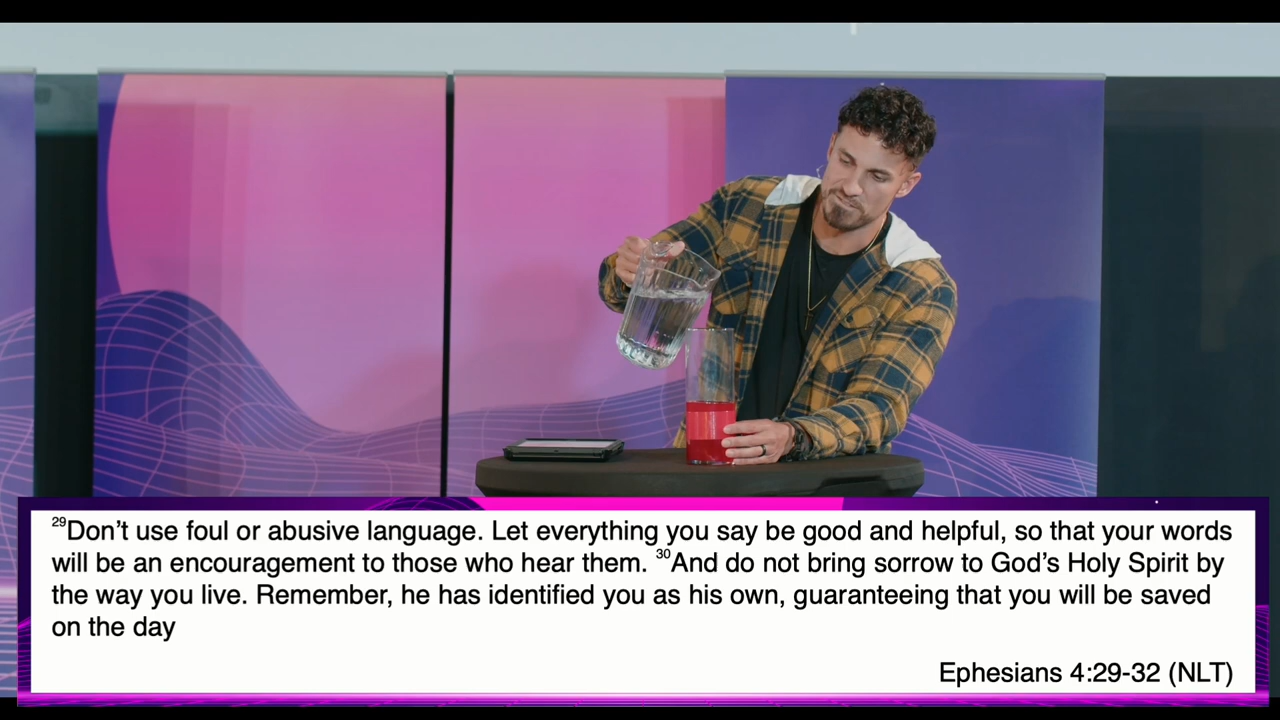 ²⁹Don’t use foul or abusive language. Let everything you say be good and helpful, so that your words
will be an encouragement to those who hear them. ³⁰And do not bring sorrow to God’s Holy Spirit by
the way you live. Remember, he has identified you as his own, guaranteeing that you will be saved
on the day
Ephesians 4:29-32 (NLT)